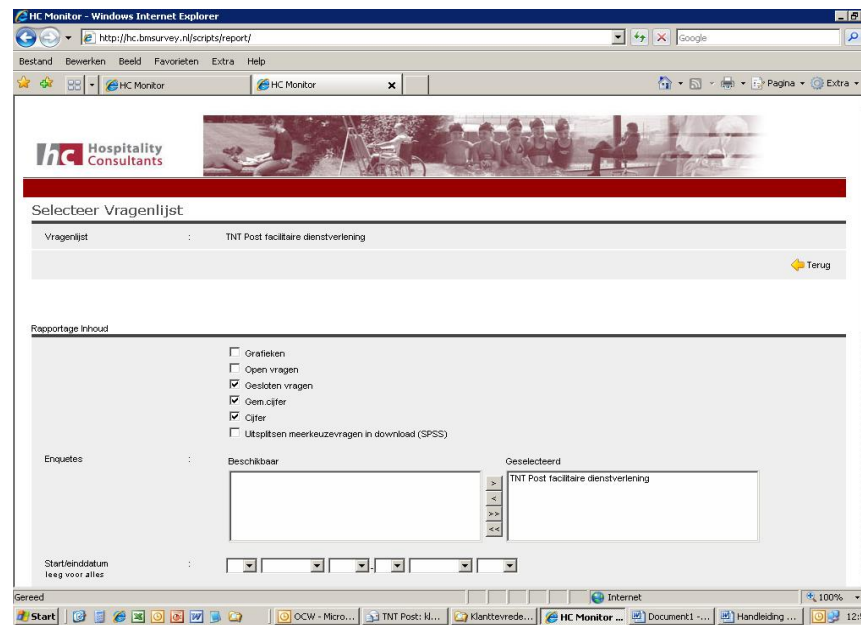 HC Monitor - Windows Internet Explorer
http://hc.bmsurvey.nl/scripts/report/
Google
Bestand Bewerken Beeld Favorieten Extra Help
HC Monitor
HC Monitor
Pagina
Extra
hc Hospitality
Consultants
Selecteer Vragenlijst
Vragenlijst : TNT Post facilitaire dienstverlening
Terug
Rapportage Inhoud
Grafieken
Open vragen
Gesloten vragen
Gem.cijfer
Cijfer
Uitsplitsen meerkeuzevragen in download (SPSS)
Enquetes :
Beschikbaar
Geselecteerd
>
<
>>
<<
TNT Post facilitaire dienstverlening
Start/einddatum :
leeg voor alles
-
Gereed
Internet
100%
Start
OCW - Micro...
TNT Post: kl...
Klanttevrede...
HC Monitor ...
Document1 -...
Handleiding ...